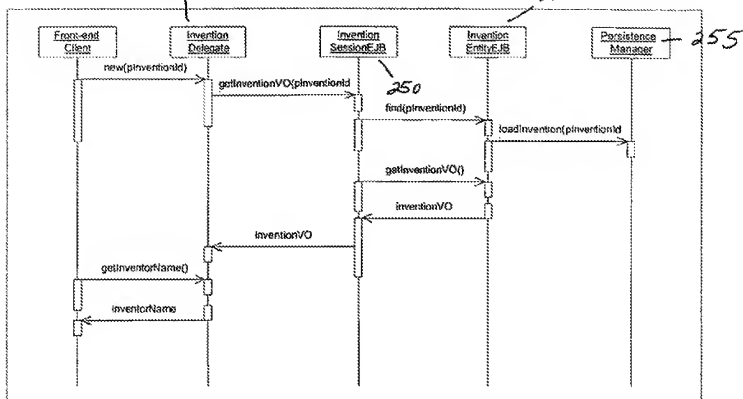 Front-end
Client
Invention
Delegate
Invention
SessionEJB
Invention
EntityEJB
Persistence
Manager
255
250
new(pInventionId)
getInventionVO(pInventionId
find(pInventionId)
loadInvention(pInventionId
getInventionVO()
inventionVO
inventionVO
getInventorName()
inventorName